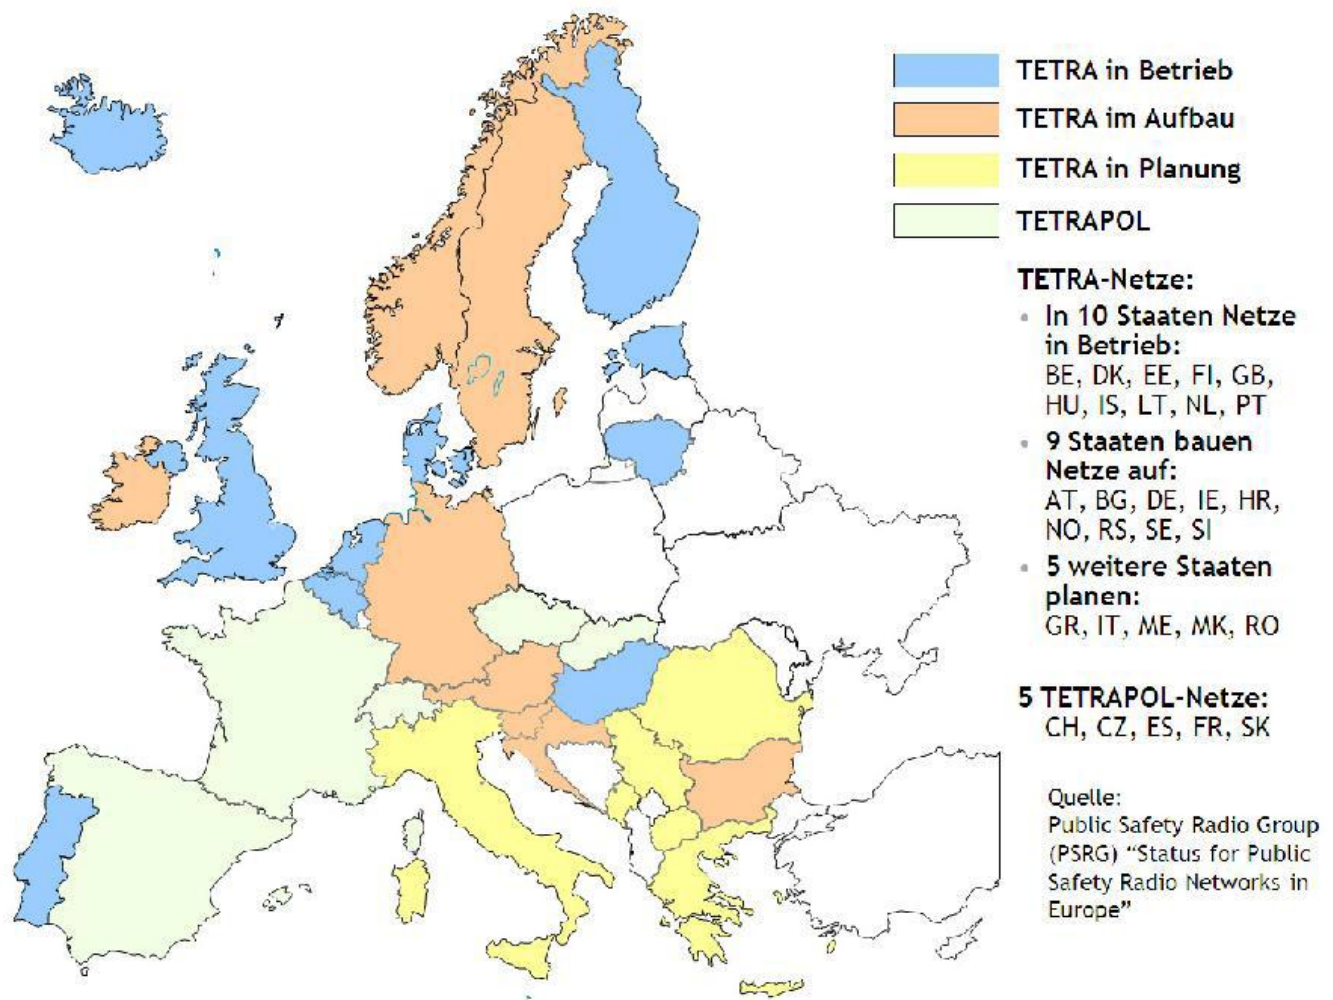 TETRA in Betrieb
TETRA im Aufbau
TETRA in Planung
TETRAPOL
TETRA-Netze:
• In 10 Staaten Netze
in Betrieb:
BE, DK, EE, FI, GB,
HU, IS, LT, NL, PT
• 9 Staaten bauen
Netze auf:
AT, BG, DE, IE, HR,
NO, RS, SE, SI
• 5 weitere Staaten
planen:
GR, IT, ME, MK, RO
5 TETRAPOL-Netze:
CH, CZ, ES, FR, SK
Quelle:
Public Safety Radio Group
(PSRG) “Status for Public
Safety Radio Networks in
Europe”